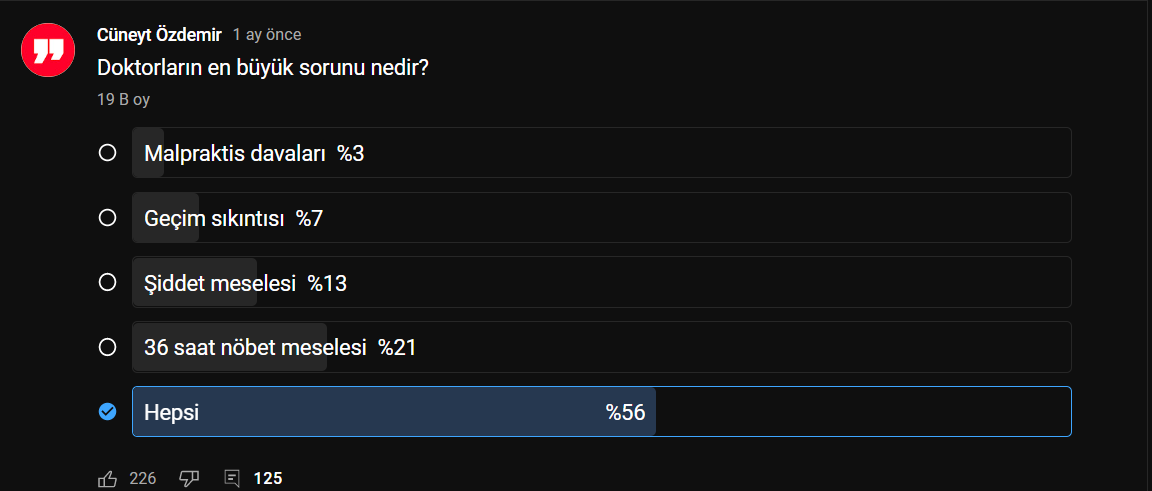 Cüneyt Özdemir 1 ay önce
Doktorların en büyük sorunu nedir?
19 B oy
Malpraktis davaları %3
Geçim sıkıntısı %7
Şiddet meselesi %13
36 saat nöbet meselesi %21
Hepsi %56
226 125